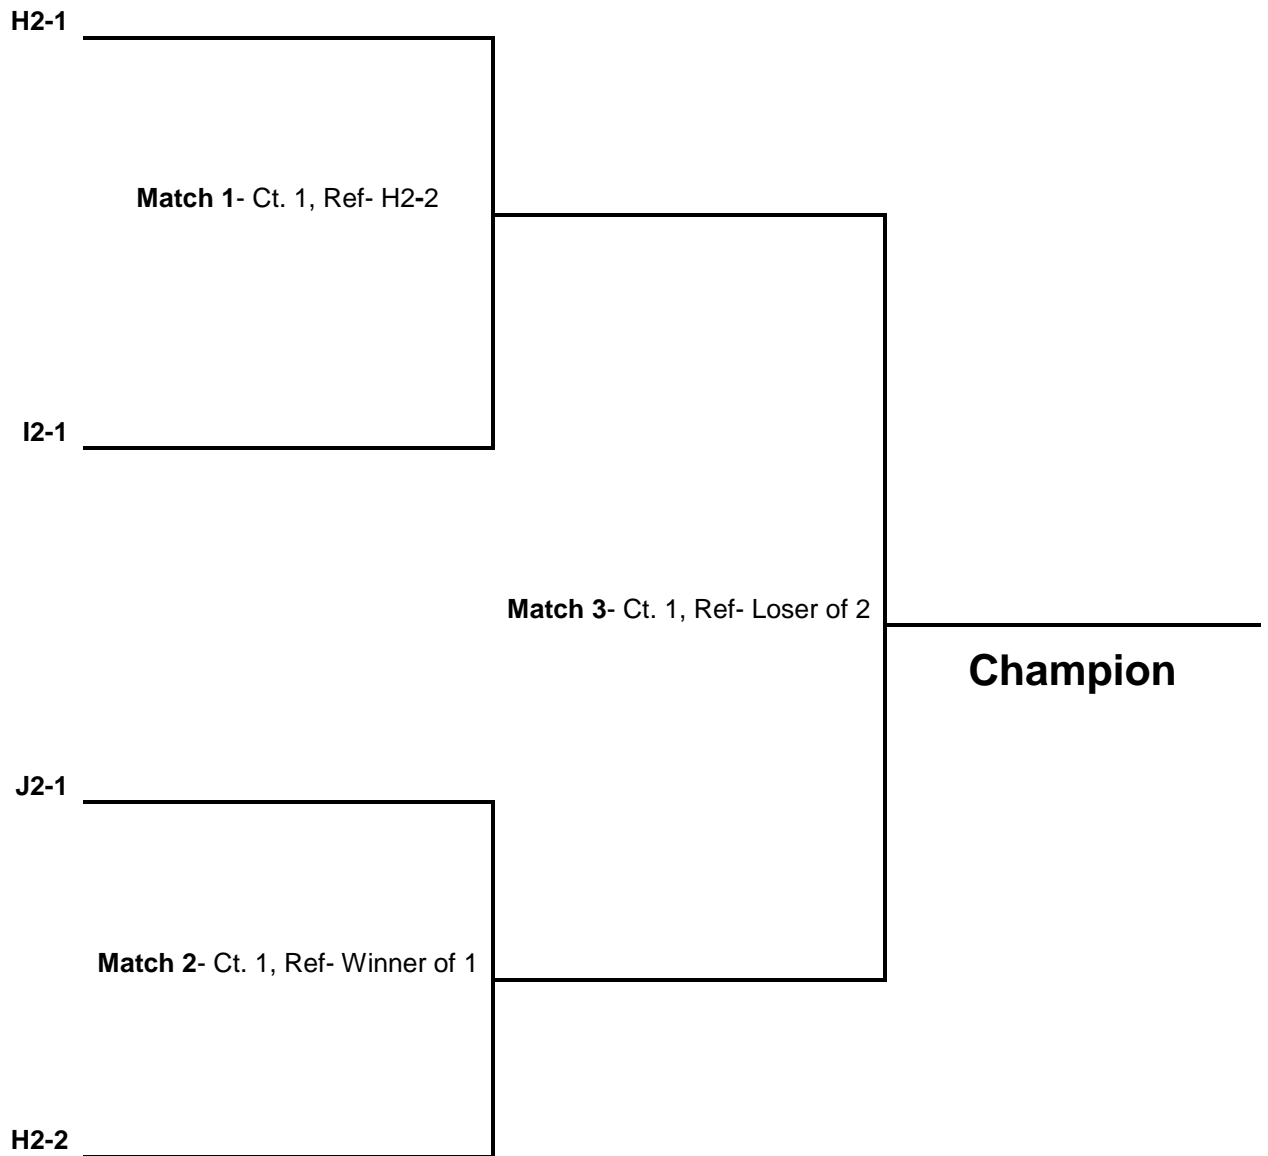 H2-1
Match 1- Ct. 1, Ref- H2-2
I2-1
Match 3- Ct. 1, Ref- Loser of 2
Champion
J2-1
Match 2- Ct. 1, Ref- Winner of 1
H2-2